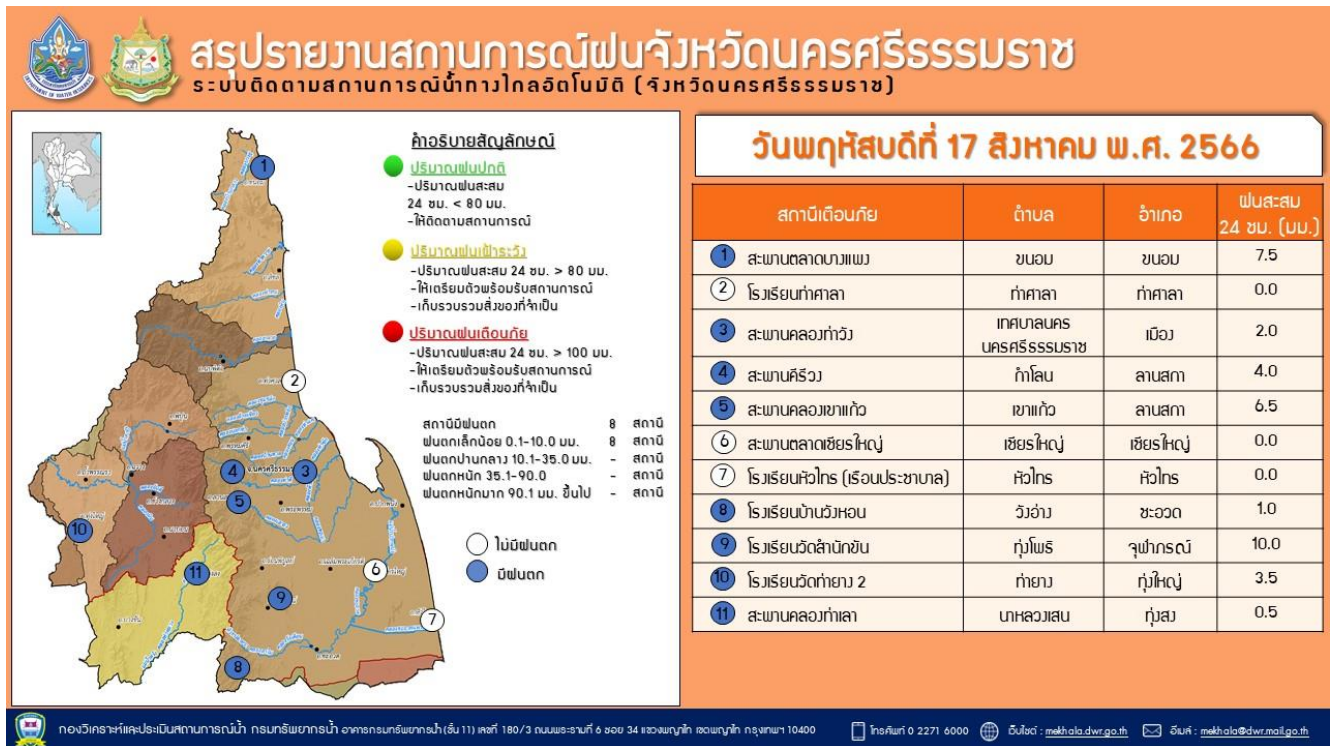 สรุปรายงานสถานการณ์ฝนจังหวัดนครศรีธรรมราช
ระบบติดตามสถานการณ์น้ำทางไกลอัตโนมัติ (จังหวัดนครศรีธรรมราช)
คำอธิบายสัญลักษณ์
ปริมาณฝนปกติ
-ปริมาณฝนสะสม
24 ชม. < 80 มม.
-ให้ติดตามสถานการณ์
ปริมาณฝนเฝ้าระวัง
-ปริมาณฝนสะสม 24 ชม. > 80 มม.
-ให้เตรียมตัวพร้อมรับสถานการณ์
-เก็บรวบรวมสิ่งของที่จำเป็น
ปริมาณฝนเตือนภัย
-ปริมาณฝนสะสม 24 ชม. > 100 มม.
-ให้เตรียมตัวพร้อมรับสถานการณ์
-เก็บรวบรวมสิ่งของที่จำเป็น
สถานีมีฝนตก 8 สถานี
ฝนตกเล็กน้อย 0.1-10.0 มม. 8 สถานี
ฝนตกปานกลาง 10.1-35.0 มม. - สถานี
ฝนตกหนัก 35.1-90.0 - สถานี
ฝนตกหนักมาก 90.1 มม. ขึ้นไป - สถานี
ไม่มีฝนตก
มีฝนตก
1
2
4
3
5
10
11
6
9
7
8
วันพฤหัสบดีที่ 17 สิงหาคม พ.ศ. 2566
สถานีเตือนภัย ตำบล อำเภอ ฝนสะสม 24 ชม. (มม.)
1 สะพานตลาดบางแพง ขนอม ขนอม 7.5
2 โรงเรียนท่าศาลา ท่าศาลา ท่าศาลา 0.0
3 สะพานคลองท่าวัง เทศบาลนครนครศรีธรรมราช เมือง 2.0
4 สะพานคีรีวง กำโลน ลานสกา 4.0
5 สะพานคลองเขาแก้ว เขาแก้ว ลานสกา 6.5
6 สะพานตลาดเชียรใหญ่ เชียรใหญ่ เชียรใหญ่ 0.0
7 โรงเรียนหัวไทร (เรือนประชาบาล) หัวไทร หัวไทร 0.0
8 โรงเรียนบ้านวังหอน วังอ่าง ชะอวด 1.0
9 โรงเรียนวัดสำนักขัน ทุ่งโพธิ จุฬาภรณ์ 10.0
10 โรงเรียนวัดท่ายาง 2 ท่ายาง ทุ่งใหญ่ 3.5
11 สะพานคลองท่าเลา นาหลวงเสน ทุ่งสง 0.5
กองวิเคราะห์และประเมินสถานการณ์น้ำ กรมทรัพยากรน้ำ อาคารกรมทรัพยากรน้ำ (ชั้น 11) เลขที่ 180/3 ถนนพระรามที่ 6 ซอย 34 แขวงพญาไท เขตพญาไท กรุงเทพฯ 10400 โทรศัพท์ 0 2271 6000 เว็บไซต์ : mekhala.dwr.go.th อีเมล์ : mekhala@dwr.mail.go.th